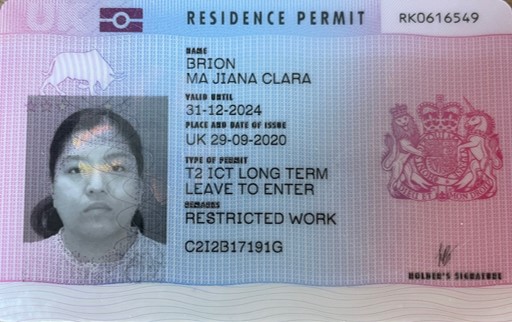 UK
RESIDENCE PERMIT
RK0616549
NAME
BRION
MA JIANA CLARA
VALID UNTIL
31-12-2024
PLACE AND DATE OF ISSUE
UK 29-09-2020
TYPE OF PERMIT
T2 ICT LONG TERM
LEAVE TO ENTER
REMARKS
RESTRICTED WORK
C2I2B17191G
HOLDER'S SIGNATURE